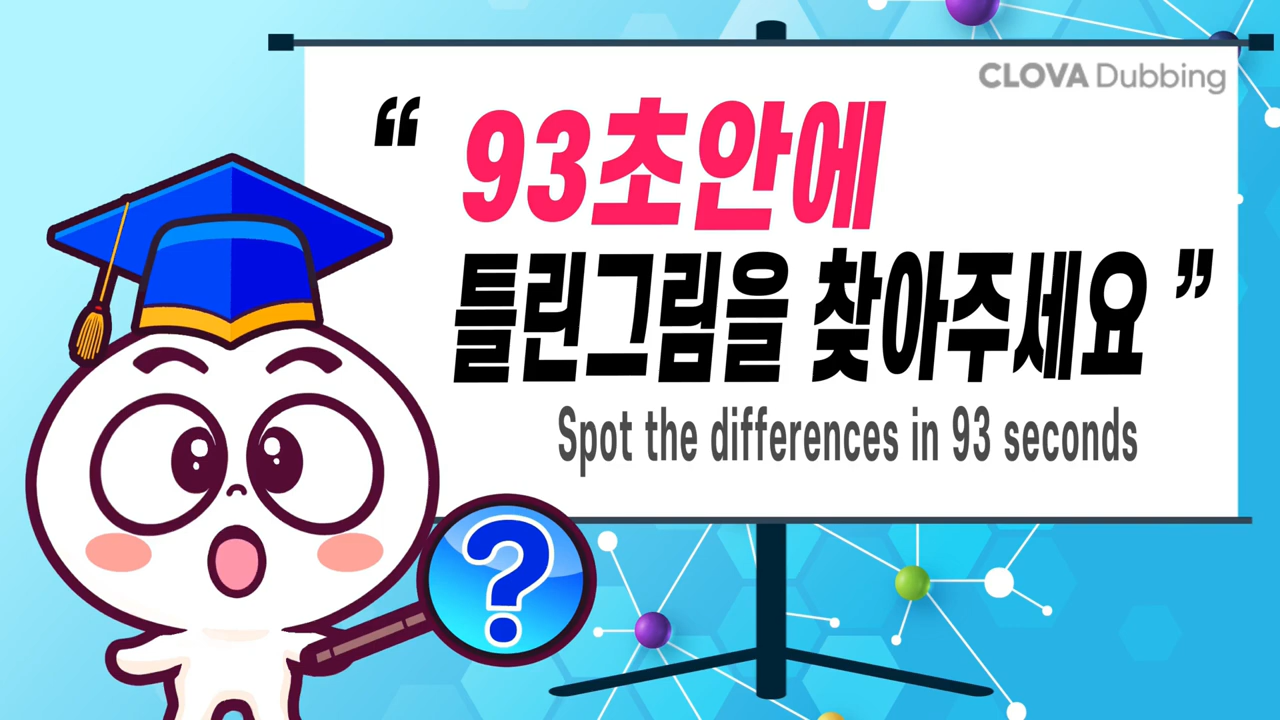 CLOVA Dubbing
“ 93초안에
틀린그림을 찾아주세요 ”
Spot the differences in 93 seconds
?